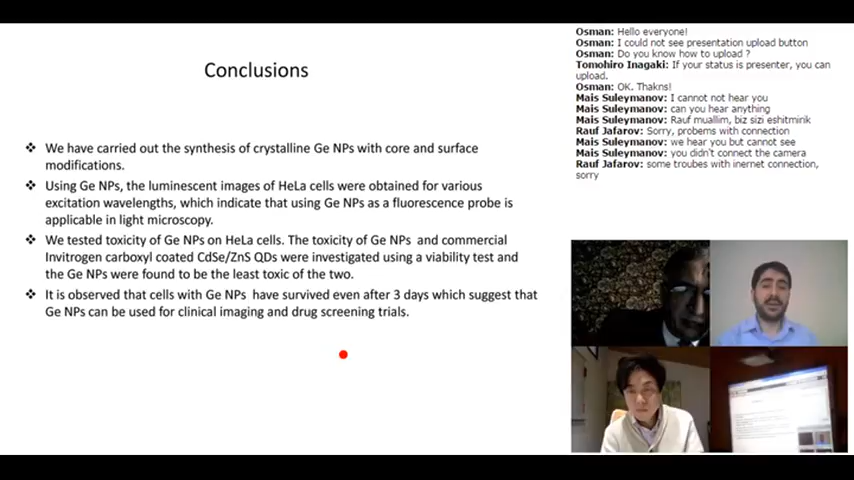 Conclusions
❖ We have carried out the synthesis of crystalline Ge NPs with core and surface
modifications.
❖ Using Ge NPs, the luminescent images of HeLa cells were obtained for various
excitation wavelengths, which indicate that using Ge NPs as a fluorescence probe is
applicable in light microscopy.
❖ We tested toxicity of Ge NPs on HeLa cells. The toxicity of Ge NPs and commercial
Invitrogen carboxyl coated CdSe/ZnS QDs were investigated using a viability test and
the Ge NPs were found to be the least toxic of the two.
❖ It is observed that cells with Ge NPs have survived even after 3 days which suggest that
Ge NPs can be used for clinical imaging and drug screening trials.
Osman: Hello everyone!
Osman: I could not see presentation upload button
Osman: Do you know how to upload ?
Tomohiro Inagaki: If your status is presenter, you can
upload.
Osman: OK. Thakns!
Mais Suleymanov: I cannot not hear you
Mais Suleymanov: can you hear anything
Mais Suleymanov: Rauf muallim, biz sizi eshitmirik
Rauf Jafarov: Sorry, probems with connection
Mais Suleymanov: we hear you but cannot see
Mais Suleymanov: you didn't connect the camera
Rauf Jafarov: some troubes with inernet connection,
sorry